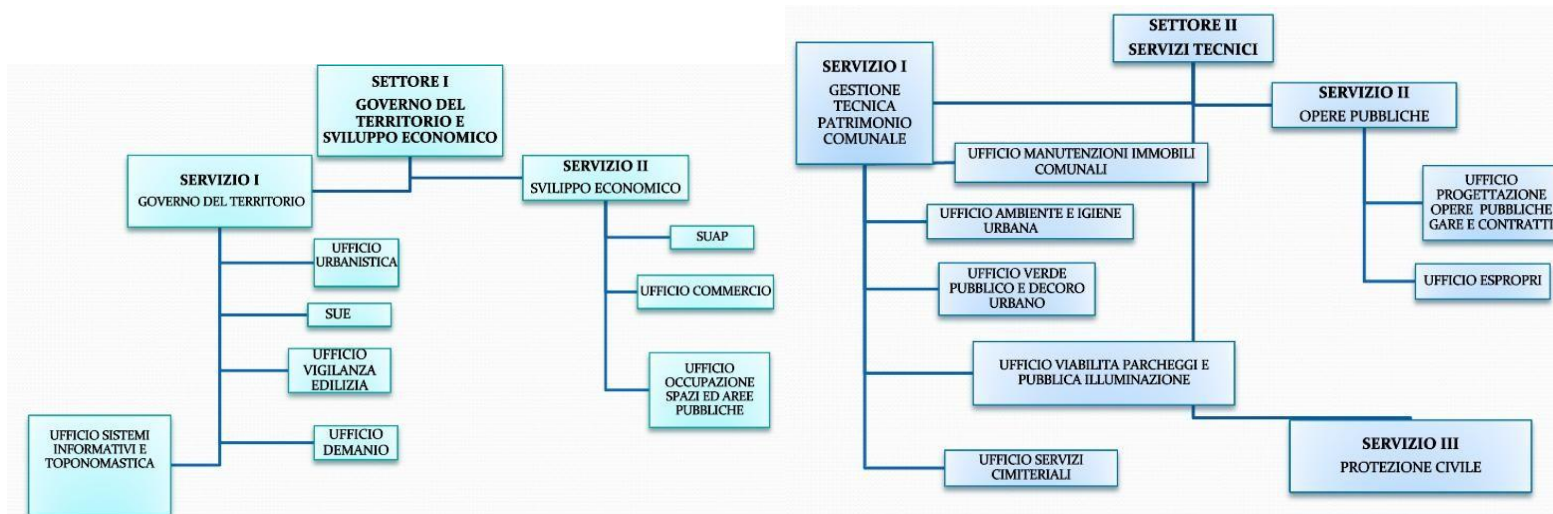 SETTORE I
GOVERNO DEL
TERRITORIO E
SVILUPPO ECONOMICO
SERVIZIO I
GOVERNO DEL TERRITORIO
UFFICIO
URBANISTICA
SUE
UFFICIO
VIGILANZA
EDILIZIA
UFFICIO
DEMANIO
UFFICIO SISTEMI
INFORMATIVI E
TOPONOMASTICA
SERVIZIO II
SVILIPPO ECONOMICO
SUAP
UFFICIO COMMERCIO
UFFICIO
OCCUPAZIONE
SPAZI ED AREE
PUBBLICHE
SETTORE II
SERVIZI TECNICI
SERVIZIO I
GESTIONE
TECNICA
PATRIMONIO
COMUNALE
UFFICIO MANUTENZIONI IMMOBILI
COMUNALI
UFFICIO AMBIENTE E IGIENE
URBANA
UFFICIO VERDE
PUBBLICO E DECORO
URBANO
UFFICIO VIABILITA PARCHEGGI E
PUBBLICA ILLUMINAZIONE
UFFICIO SERVIZI
CIMITERIALI
SERVIZIO II
OPERE PUBBLICHE
UFFICIO
PROGETTAZIONE
OPERE PUBBLICHE
GARE E CONTRATTI
UFFICIO ESPROPRI
SERVIZIO III
PROTEZIONE CIVILE